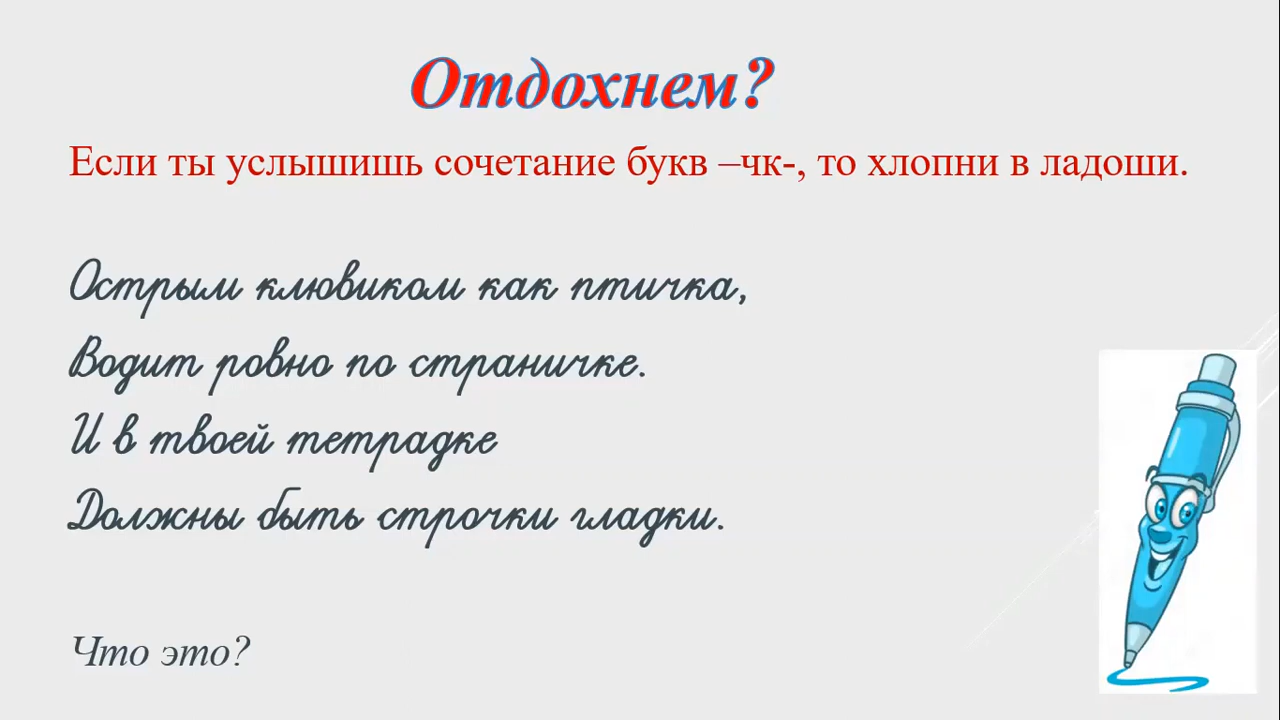 Отдохнем?
Если ты услышишь сочетание букв –чк-, то хлопни в ладоши.
Острым клювиком как птичка,
Водит ровно по страничке.
И в твоей тетрадке
Должны быть строчки гладки.
Что это?